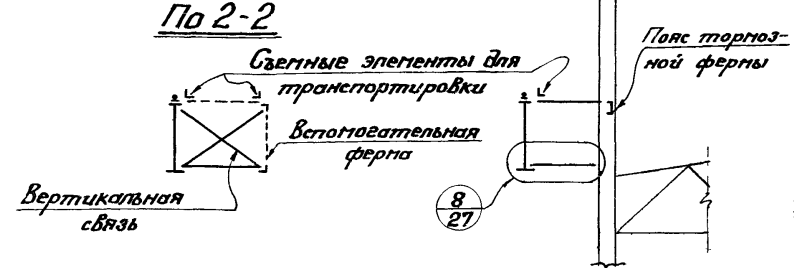 По 2-2
Съемные элементы для
транспортировки
Пояс тормоз-
ной фермы
Вспомогательная
ферма
Вертикальная
связь
8
27